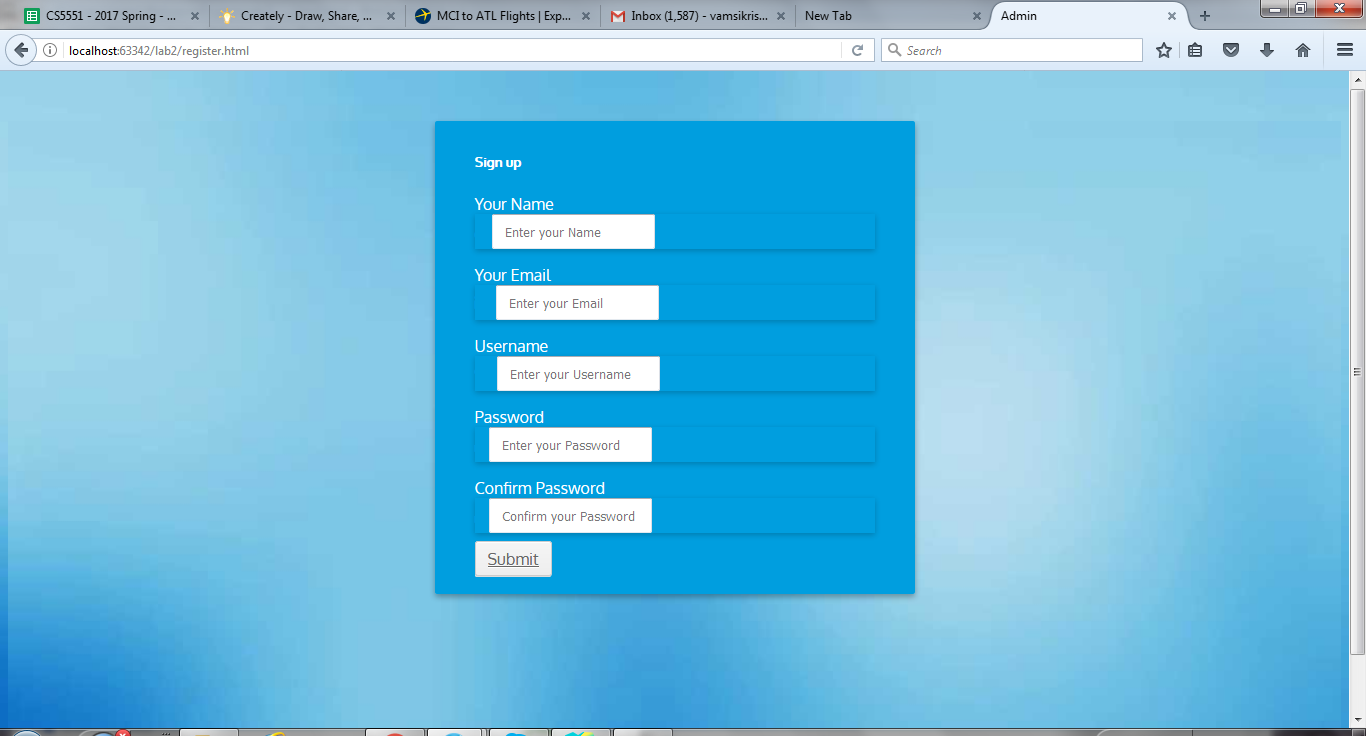 CS5551 - 2017 Spring - ...
Creately - Draw, Share, ...
MCI to ATL Flights | Exp...
Inbox (1,587) - vamsikris...
New Tab
Admin
localhost:63342/lab2/register.html
Search
Sign up
Your Name
Enter your Name
Your Email
Enter your Email
Username
Enter your Username
Password
Enter your Password
Confirm Password
Confirm your Password
Submit